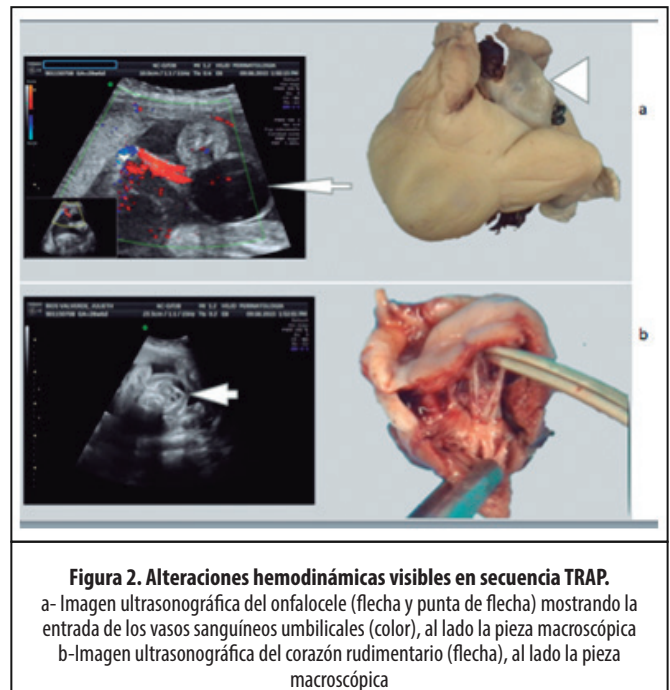 a
b
Figura 2. Alteraciones hemodinámicas visibles en secuencia TRAP.
a- Imagen ultrasonográfica del onfalocele (flecha y punta de flecha) mostrando la
entrada de los vasos sanguíneos umbilicales (color), al lado la pieza macroscópica
b-Imagen ultrasonográfica del corazón rudimentario (flecha), al lado la pieza
macroscópica